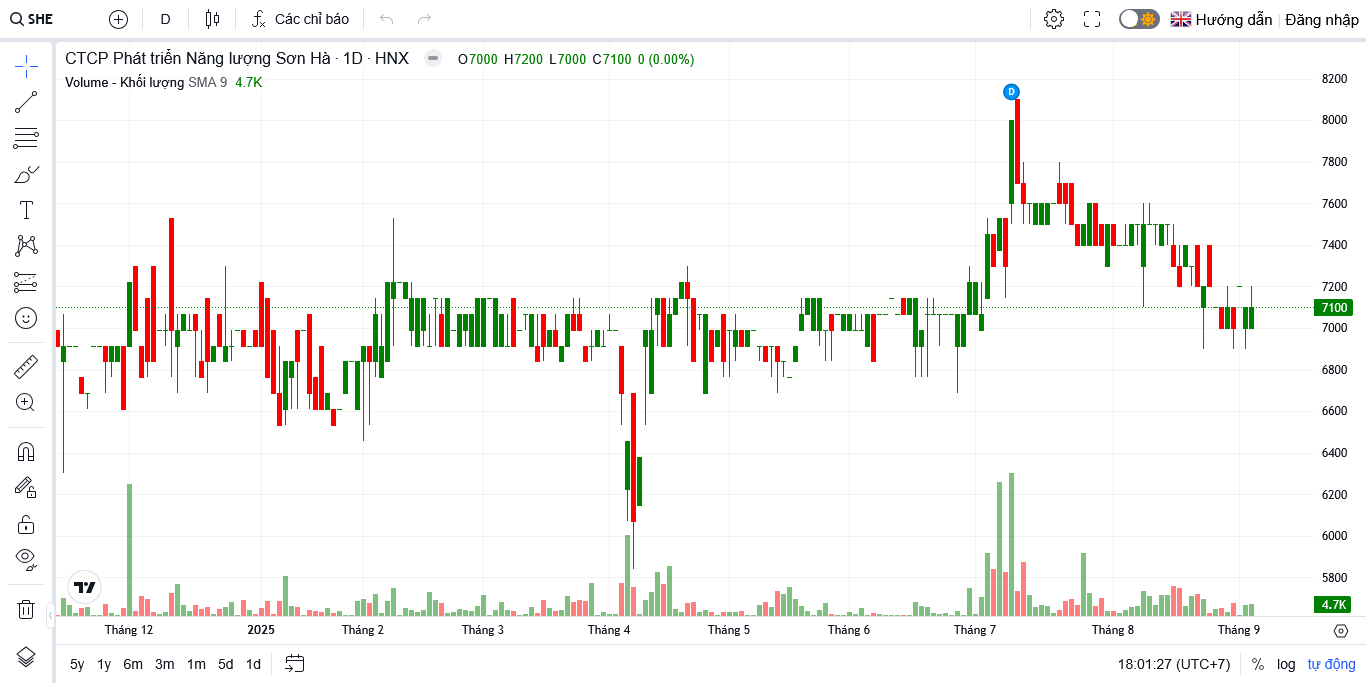 SHE D Các chỉ báo Hướng dẫn Đăng nhập
CTCP Phát triển Năng lượng Sơn Hà · 1D · HNX O7000 H7200 L7000 C7100 0 (0.00%)
Volume - Khối lượng SMA 9 4.7K
D
8200
8000
7800
7600
7400
7200
7100
7000
6800
6600
6400
6200
6000
5800
4.7K
Tháng 12 2025 Tháng 2 Tháng 3 Tháng 4 Tháng 5 Tháng 6 Tháng 7 Tháng 8 Tháng 9
5y 1y 6m 3m 1m 5d 1d 18:01:27 (UTC+7) % log tự động